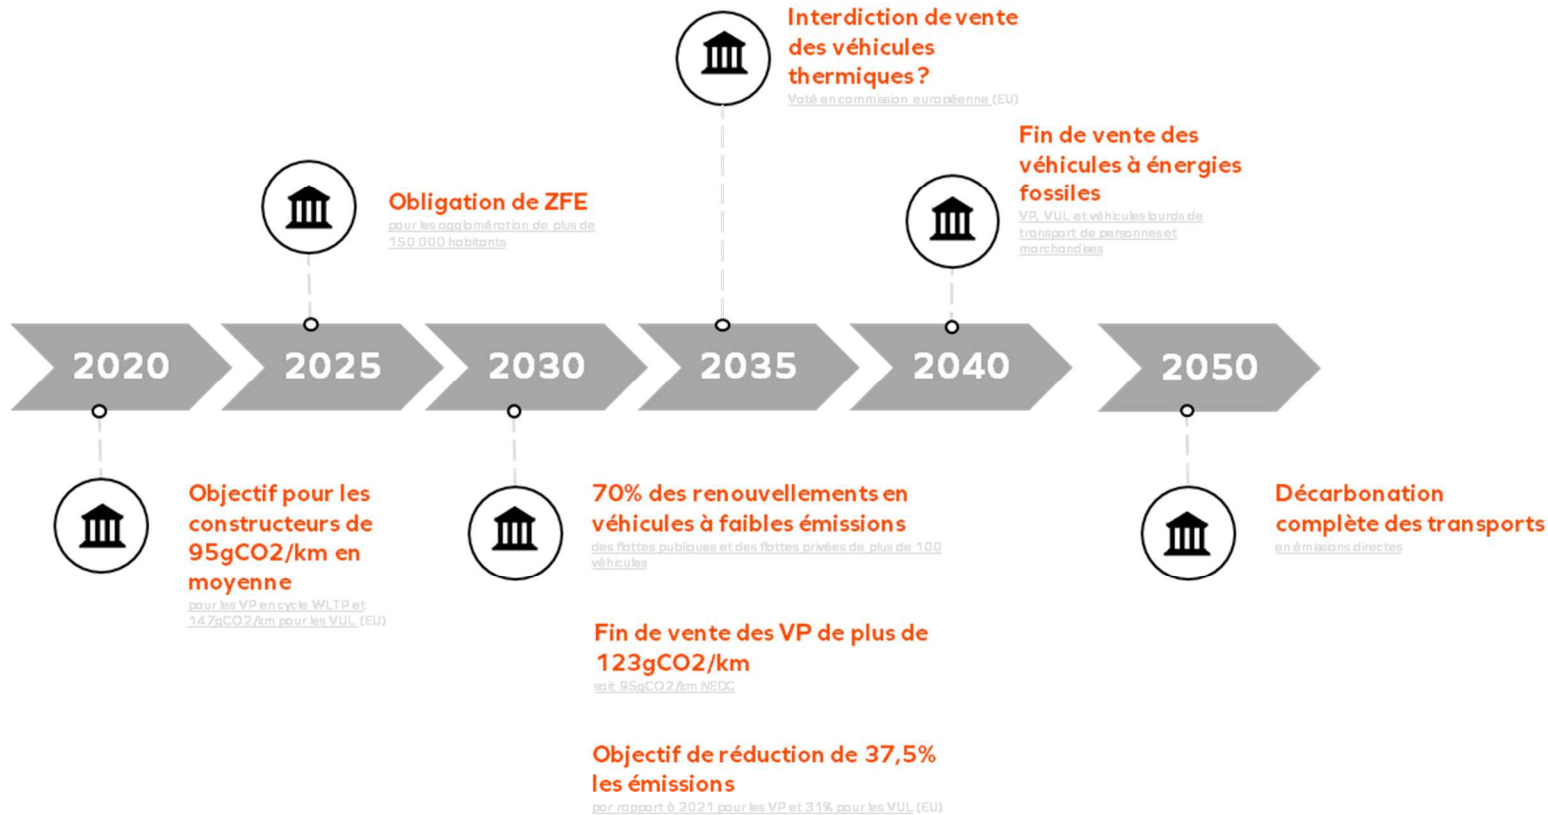 Interdiction de vente
des véhicules
thermiques ?
Voté en commission européenne (EU)
Fin de vente des
véhicules à énergies
fossiles
VP, VUL et véhicules lourds de
transport de personnes et
marchandises
Obligation de ZFE
pour les agglomération de plus de
150 000 habitants
2020
2025
2030
2035
2040
2050
Objectif pour les
constructeurs de
95gCO2/km en
moyenne
pour les VP en cycle WLTP et
147gCO2/km pour les VUL (EU)
70% des renouvellements en
véhicules à faibles émissions
des flottes publiques et des flottes privées de plus de 100
véhicules
Fin de vente des VP de plus de
123gCO2/km
soit 95gCO2/km NEDC
Objectif de réduction de 37,5%
les émissions
par rapport à 2021 pour les VP et 31% pour les VUL (EU)
Décarbonation
complète des transports
en émissions directes